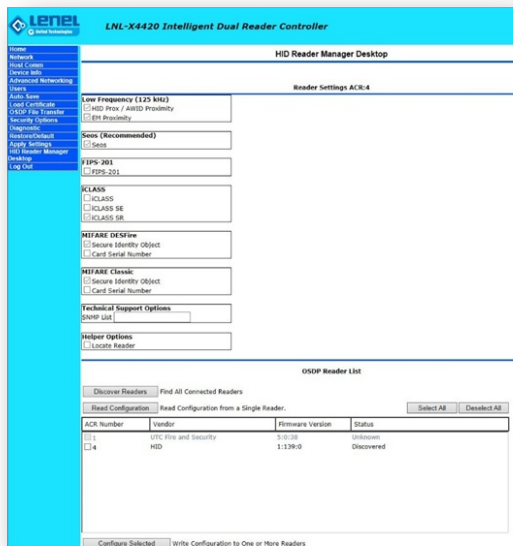 LENEL
United Technologies
LNL-X4420 Intelligent Dual Reader Controller
Home
Network
Host Comm
Device Info
Advanced Networking
Users
Auto-Save
Load Certificate
OSDP File Transfer
Security Options
Diagnostic
Restore/Default
Apply Settings
HID Reader Manager
Desktop
Log Out
HID Reader Manager Desktop
Reader Settings ACR:4
Low Frequency (125 kHz)
HID Prox / AWID Proximity
EM Proximity
Seos (Recommended)
Seos
FIPS-201
FIPS-201
iCLASS
iCLASS
iCLASS SE
iCLASS SR
MIFARE DESFire
Secure Identity Object
Card Serial Number
MIFARE Classic
Secure Identity Object
Card Serial Number
Technical Support Options
SNMP List
Helper Options
Locate Reader
OSDP Reader List
Discover Readers Find All Connected Readers
Read Configuration Read Configuration from a Single Reader. Select All Deselect All
ACR Number Vendor Firmware Version Status
1 UTC Fire and Security 5:0:38 Unknown
4 HID 1:139:0 Discovered
Configure Selected Write Configuration to One or More Readers